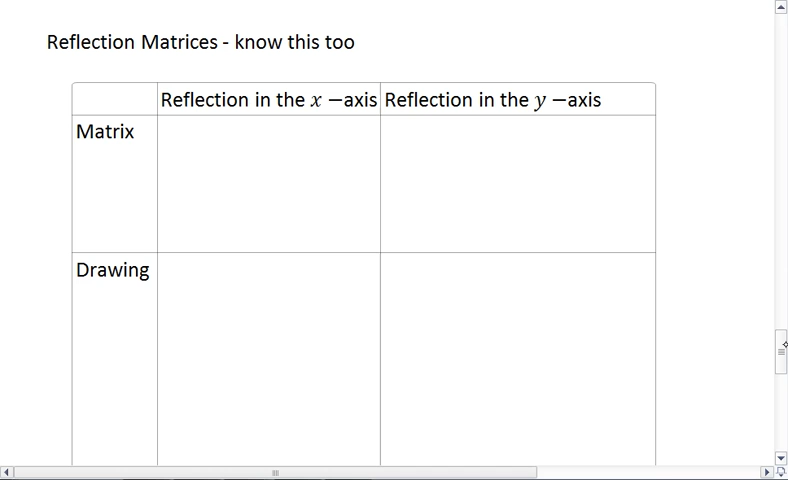 Reflection Matrices - know this too
Reflection in the x −axis Reflection in the y −axis
Matrix
Drawing